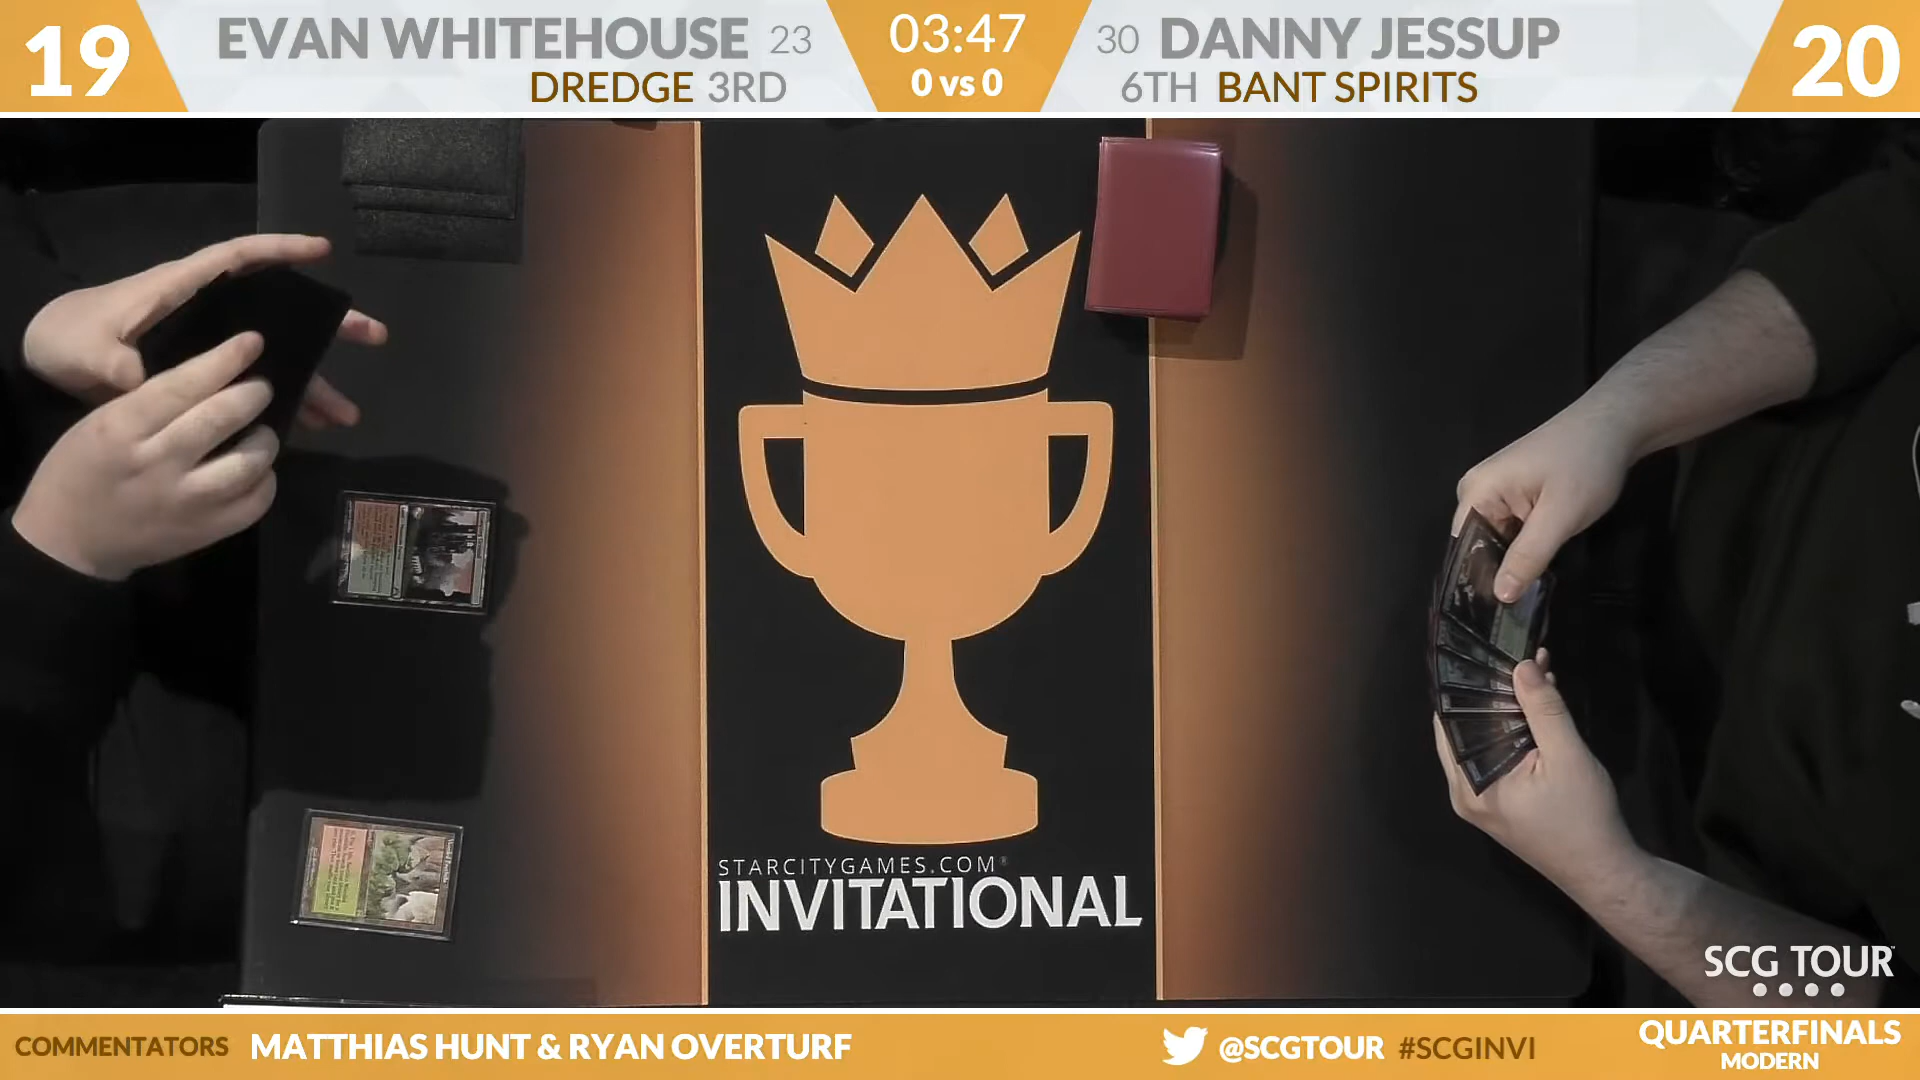 19
EVAN WHITEHOUSE 23
DREDGE 3RD
03:47
0 vs 0
30 DANNY JESSUP
6TH BANT SPIRITS
20
STARCITYGAMES.COM®
INVITATIONAL
SCG TOUR™
COMMENTATORS MATTHIAS HUNT & RYAN OVERTURF
@SCGTOUR #SCGINVI
QUARTERFINALS
MODERN